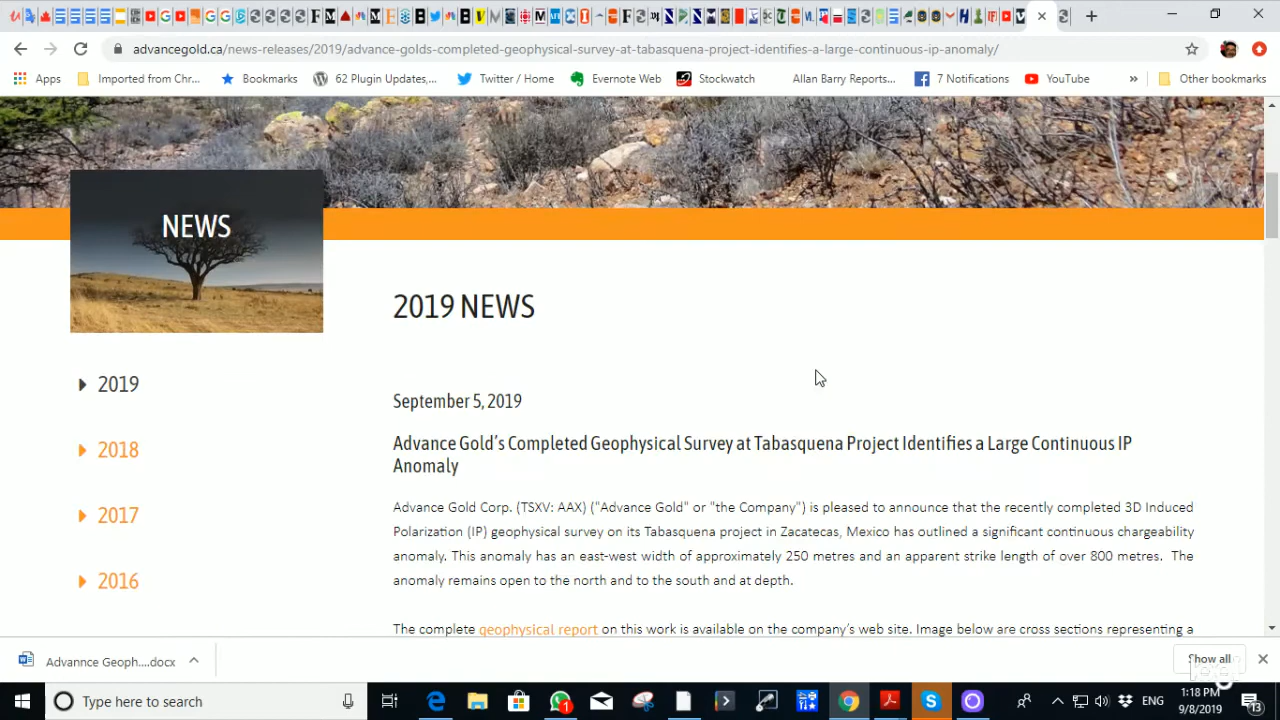 advancegold.ca/news-releases/2019/advance-golds-completed-geophysical-survey-at-tabasquena-project-identifies-a-large-continuous-ip-anomaly/
Apps Imported from Chr... Bookmarks 62 Plugin Updates,... Twitter / Home Evernote Web Stockwatch Allan Barry Reports... 7 Notifications YouTube » Other bookmarks
NEWS
2019 NEWS
2019
2018
2017
2016
September 5, 2019
Advance Gold's Completed Geophysical Survey at Tabasquena Project Identifies a Large Continuous IP
Anomaly
Advance Gold Corp. (TSXV: AAX) ("Advance Gold" or "the Company") is pleased to announce that the recently completed 3D Induced
Polarization (IP) geophysical survey on its Tabasquena project in Zacatecas, Mexico has outlined a significant continuous chargeability
anomaly. This anomaly has an east-west width of approximately 250 metres and an apparent strike length of over 800 metres. The
anomaly remains open to the north and to the south and at depth.
The complete geophysical report on this work is available on the company's web site. Image below are cross sections representing a
Advannce Geoph....docx
Show all
Type here to search
ENG
1:18 PM
9/8/2019
13
1